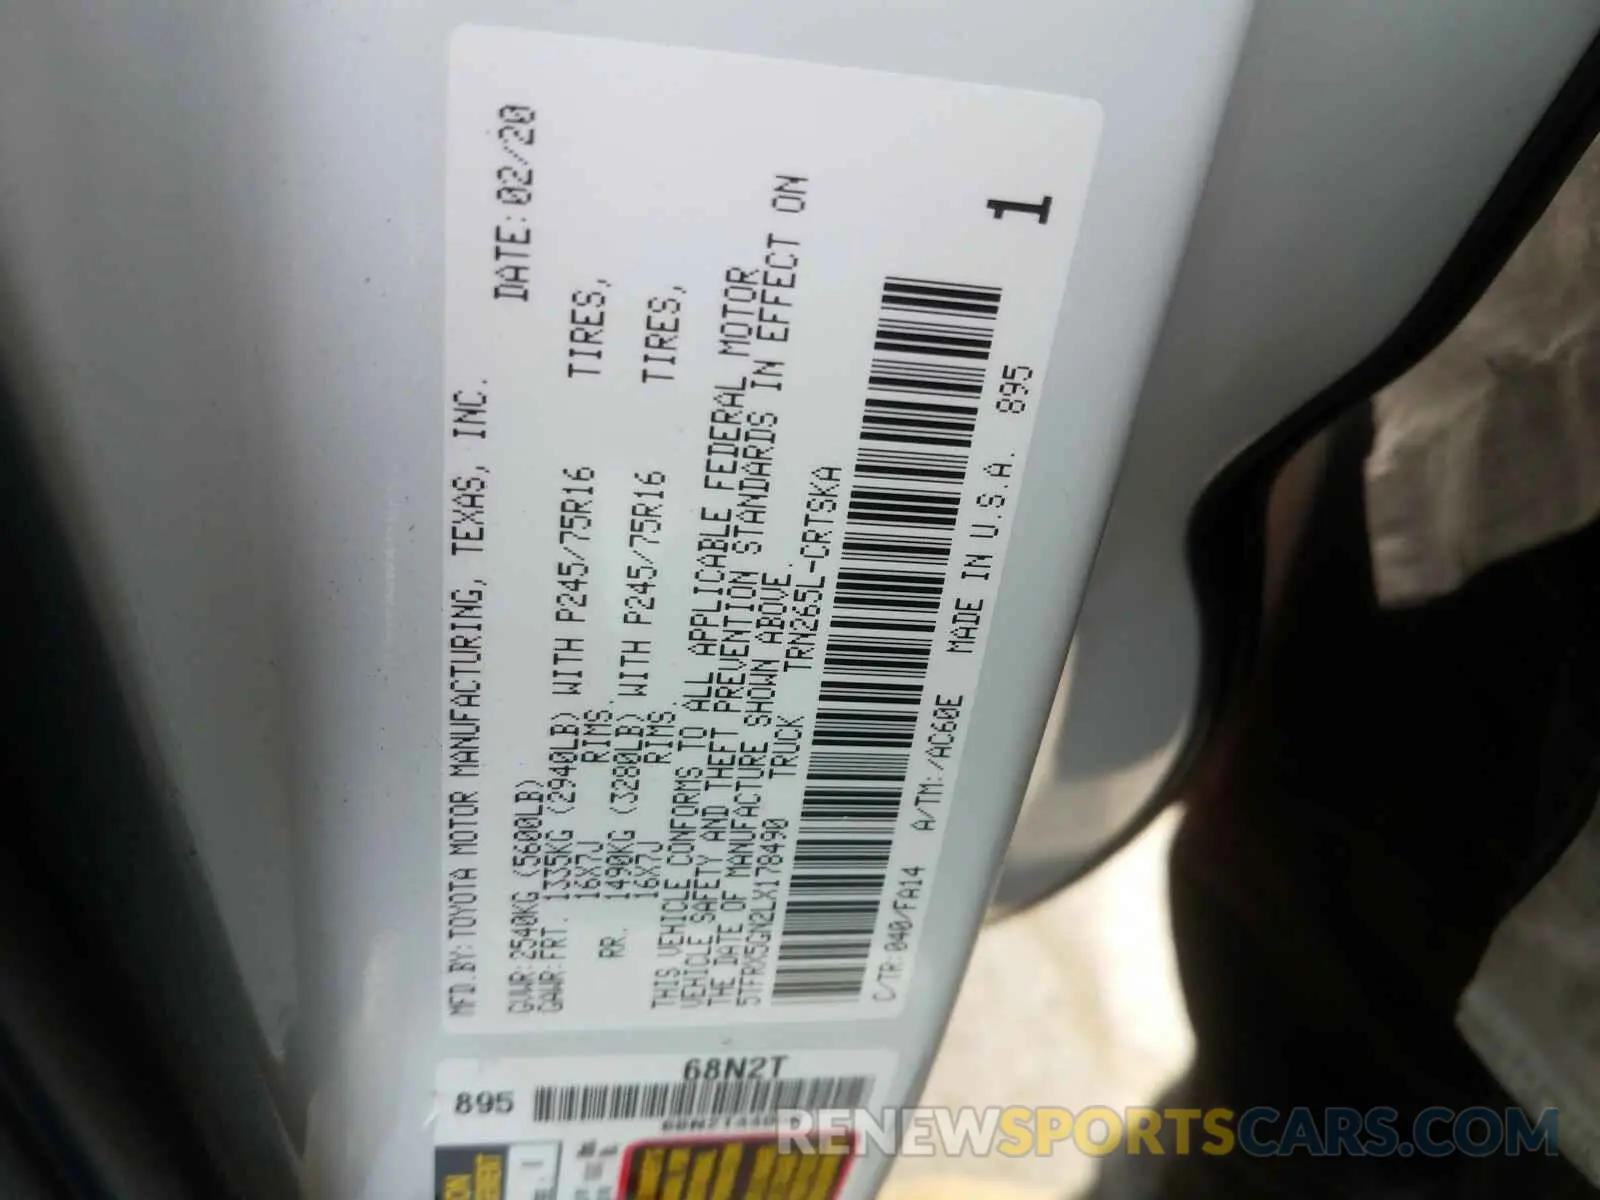 MFD.BY:TOYOTA MOTOR MANUFACTURING, TEXAS, INC.
DATE:02/20
GVWR:2540KG (5600LB)
GAWR:FRT. 1335KG (2940LB) WITH P245/75R16 TIRES,
16X7J RIMS,
RR. 1490KG (3280LB) WITH P245/75R16 TIRES,
16X7J RIMS.
THIS VEHICLE CONFORMS TO ALL APPLICABLE FEDERAL MOTOR
VEHICLE SAFETY AND THEFT PREVENTION STANDARDS IN EFFECT ON
THE DATE OF MANUFACTURE SHOWN ABOVE.
5TFRX5GN2LX178490 TRUCK TRN265L-CRTSKA
1
C/TR:040/FA14 A/TM:/AC60E MADE IN U.S.A. 895
68N2T
895
RENEWSPORTSCARS.COM